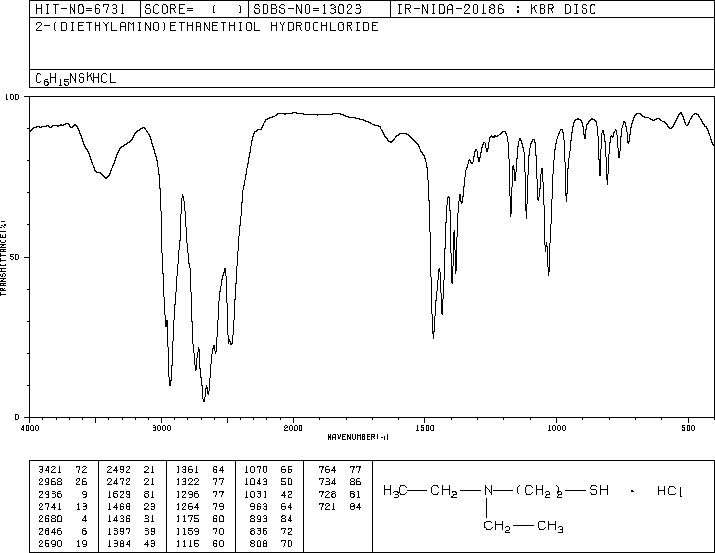 HIT-NO=6731 SCORE= ( ) SDBS-NO=13023 IR-NIDA-20186 : KBR DISC
2-(DIETHYLAMINO)ETHANETHIOL HYDROCHLORIDE
C6H15NS*HCL
100
50
0
TRANSMITTANCE(%)
4000 3000 2000 1500 1000 500
WAVENUMBER(-1)
3421 72 2492 21 1361 64 1070 66 764 77
2968 26 2472 21 1322 77 1043 50 734 86
2936 9 1629 81 1296 77 1031 42 728 81
2741 13 1468 23 1264 79 963 64 721 84
2680 4 1436 31 1175 60 893 84
2646 6 1397 39 1159 70 836 72
2590 19 1384 43 1115 60 808 70
H3C—CH2—N—(CH2)2—SH · HCl
CH2—CH3